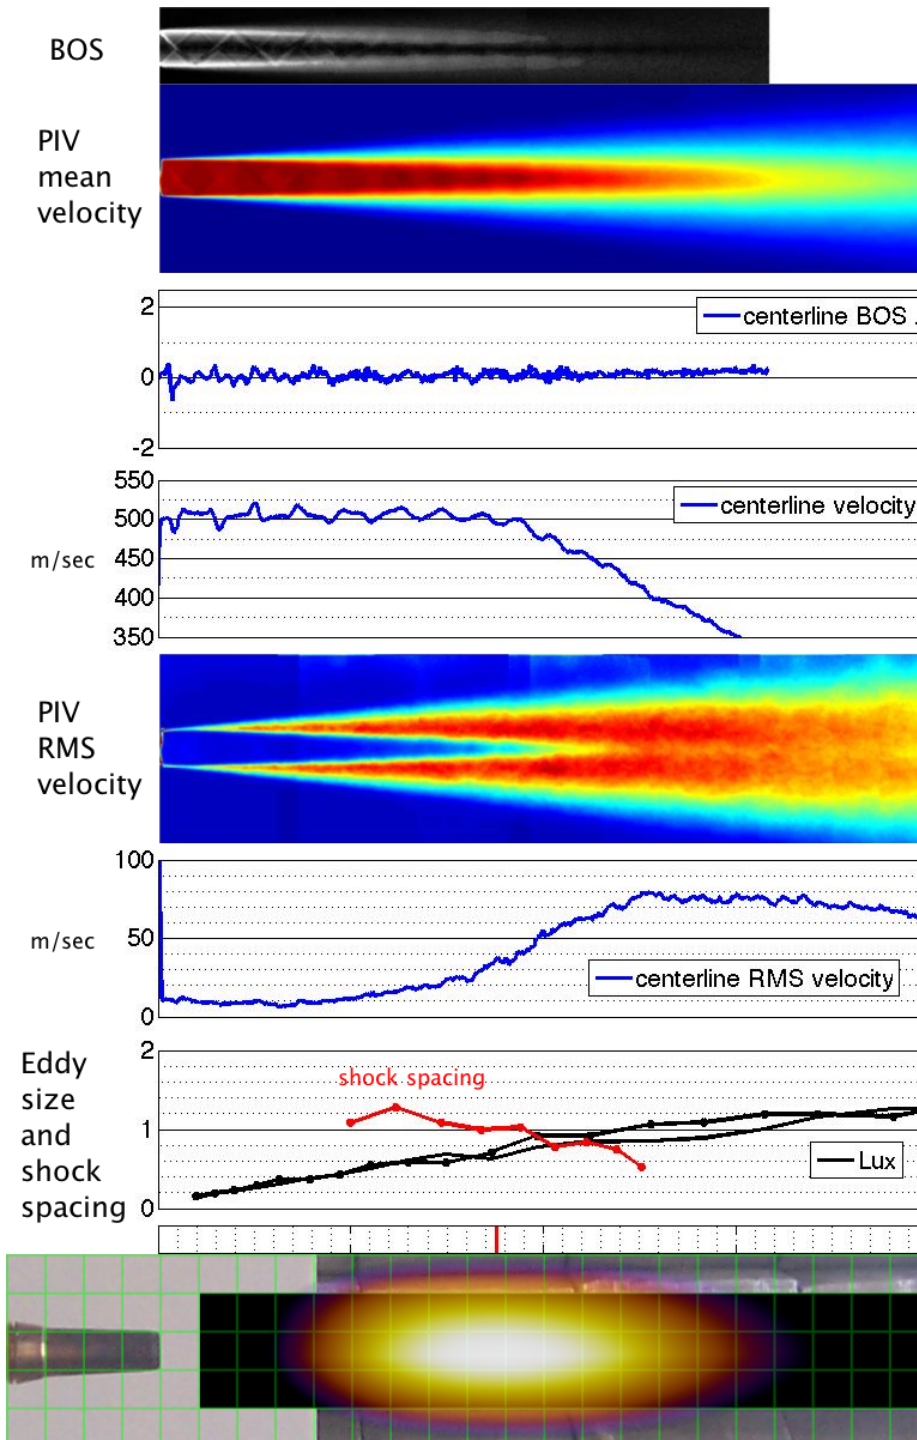 BOS
PIV
mean
velocity
2
centerline BOS .
0
-2
550
centerline velocity
500
m/sec
450
400
350
PIV
RMS
velocity
100
m/sec
50
centerline RMS velocity
0
Eddy
size
and
shock
spacing
2
shock spacing
1
Lux
0